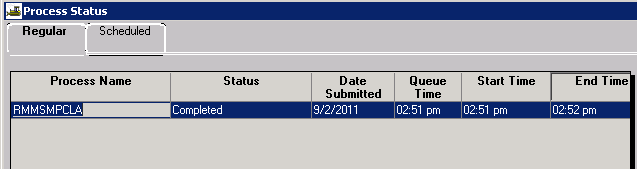 Process Status
Regular Scheduled
Process Name Status Date Submitted Queue Time Start Time End Time
RMMSMPCLA Completed 9/2/2011 02:51 pm 02:51 pm 02:52 pm